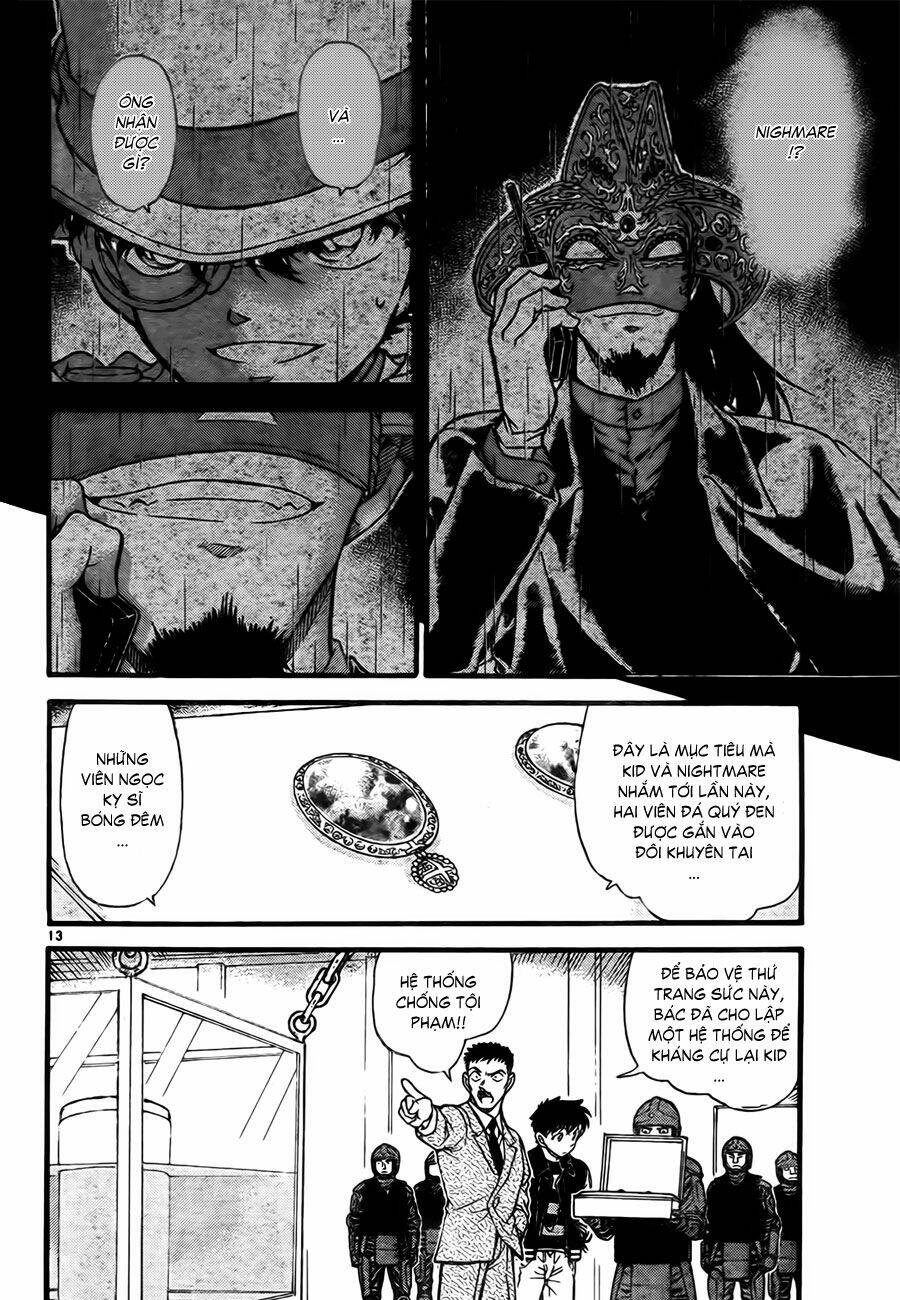 NIGHMARE
!?
VÀ
...
ÔNG
NHẬN
ĐƯỢC
GÌ?
ĐÂY LÀ MỤC TIÊU MÀ
KID VÀ NIGHTMARE
NHẮM TỚI LẦN NÀY,
HAI VIÊN ĐÁ QUÝ ĐEN
ĐƯỢC GẮN VÀO
ĐÔI KHUYÊN TAI
...
NHỮNG
VIÊN NGỌC
KỴ SĨ
BÓNG ĐÊM
...
13
ĐỂ BẢO VỆ THỨ
TRANG SỨC NÀY,
BÁC ĐÃ CHO LẬP
MỘT HỆ THỐNG ĐỂ
KHÁNG CỰ LẠI KID
...
HỆ THỐNG
CHỐNG TỘI
PHẠM!!